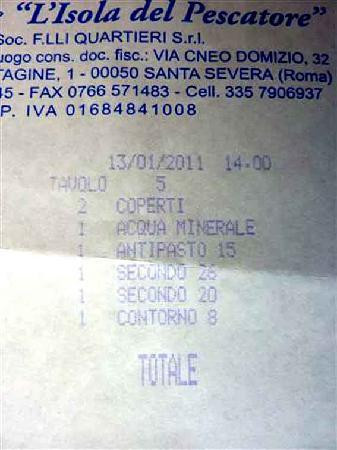 "L'Isola del Pescatore"
Soc. F.LLI QUARTIERI S.r.l.
uogo cons. doc. fisc.: VIA CNEO DOMIZIO, 32
TAGINE, 1 - 00050 SANTA SEVERA (Roma)
45 - FAX 0766 571483 - Cell. 335 7906937
P. IVA 01684841008
13/01/2011 14:00
TAVOLO 5
2 COPERTI
1 ACQUA MINERALE
1 ANTIPASTO 15
1 SECONDO 28
1 SECONDO 20
1 CONTORNO 8
TOTALE